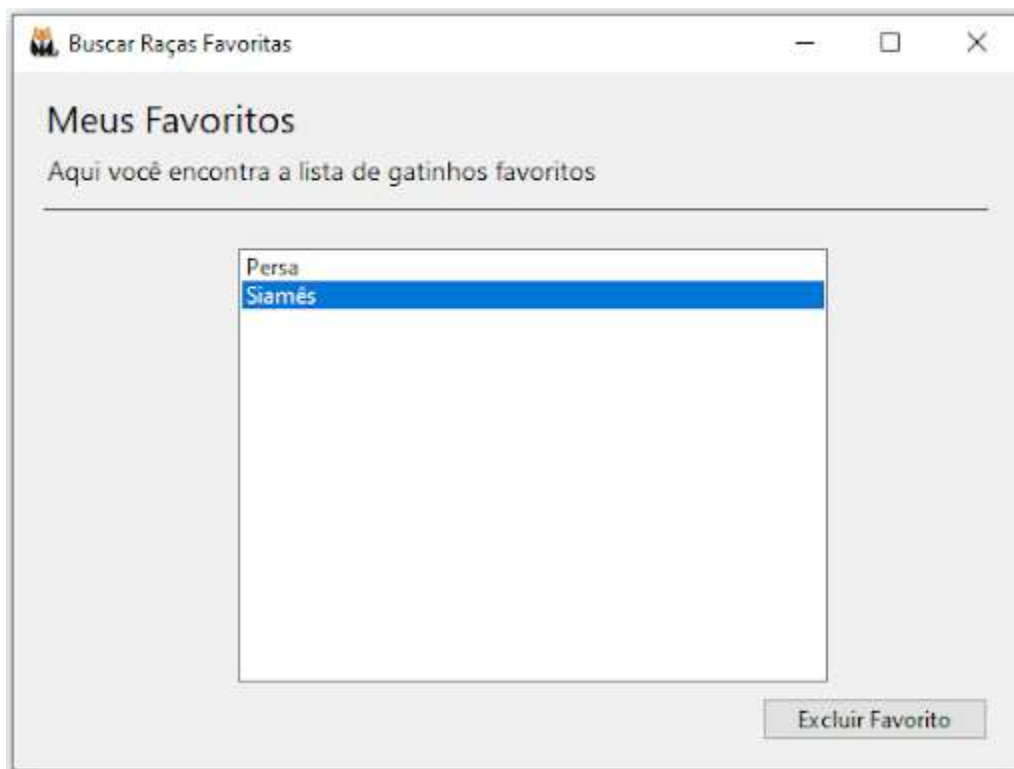 Buscar Raças Favoritas
Meus Favoritos
Aqui você encontra a lista de gatinhos favoritos
Persa
Siamês
Excluir Favorito